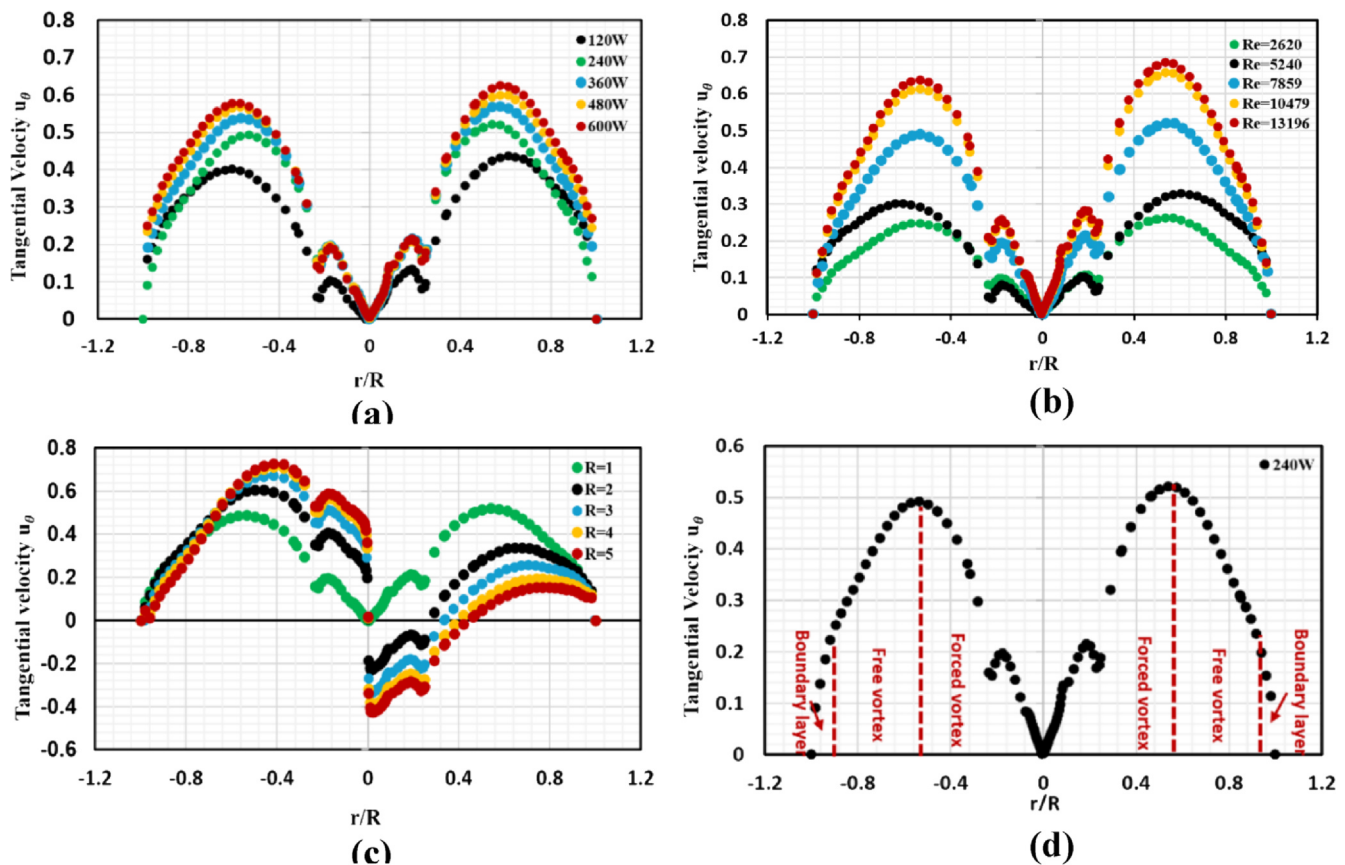 0.8
0.7
0.6
0.5
0.4
0.3
0.2
0.1
0
Tangential Velociy uθ
-1.2
-0.8
-0.4
0
0.4
0.8
1.2
r/R
120W
240W
360W
480W
600W
(a)
0.8
0.7
0.6
0.5
0.4
0.3
0.2
0.1
0
Tangential velocity uθ
-1.2
-0.8
-0.4
0
0.4
0.8
1.2
r/R
Re=2620
Re=5240
Re=7859
Re=10479
Re=13196
(b)
0.8
0.6
0.4
0.2
0
-0.2
-0.4
-0.6
Tangential velocity uθ
-1.2
-0.8
-0.4
0
0.4
0.8
1.2
r/R
R=1
R=2
R=3
R=4
R=5
(c)
0.6
0.5
0.4
0.3
0.2
0.1
0
Tangential Velocity uθ
-1.2
-0.8
-0.4
0
0.4
0.8
1.2
r/R
240W
Boundary layer
Free vortex
Forced vortex
Forced vortex
Free vortex
Boundary layer
(d)